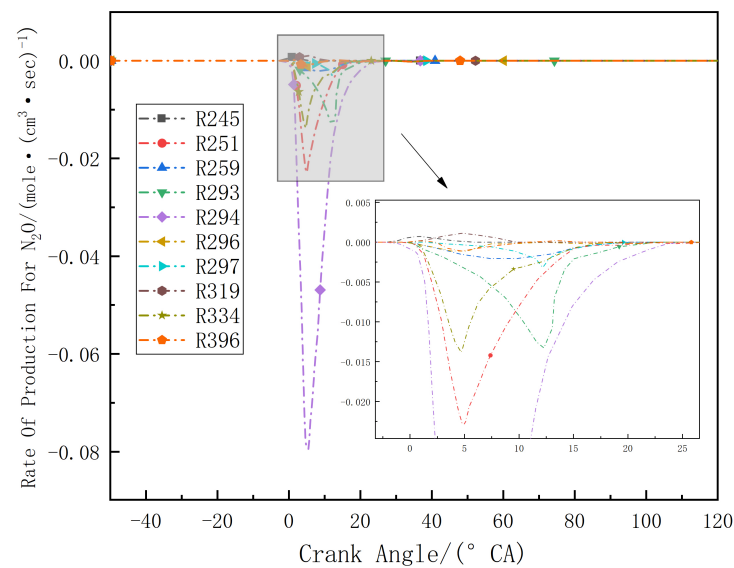 Rate Of Production For N₂O/(mole·(cm³·sec)⁻¹)
0.00
-0.02
-0.04
-0.06
-0.08
R245
R251
R259
R293
R294
R296
R297
R319
R334
R396
0.005
0.000
-0.005
-0.010
-0.015
-0.020
0 5 10 15 20 25
-40 -20 0 20 40 60 80 100 120
Crank Angle/(° CA)